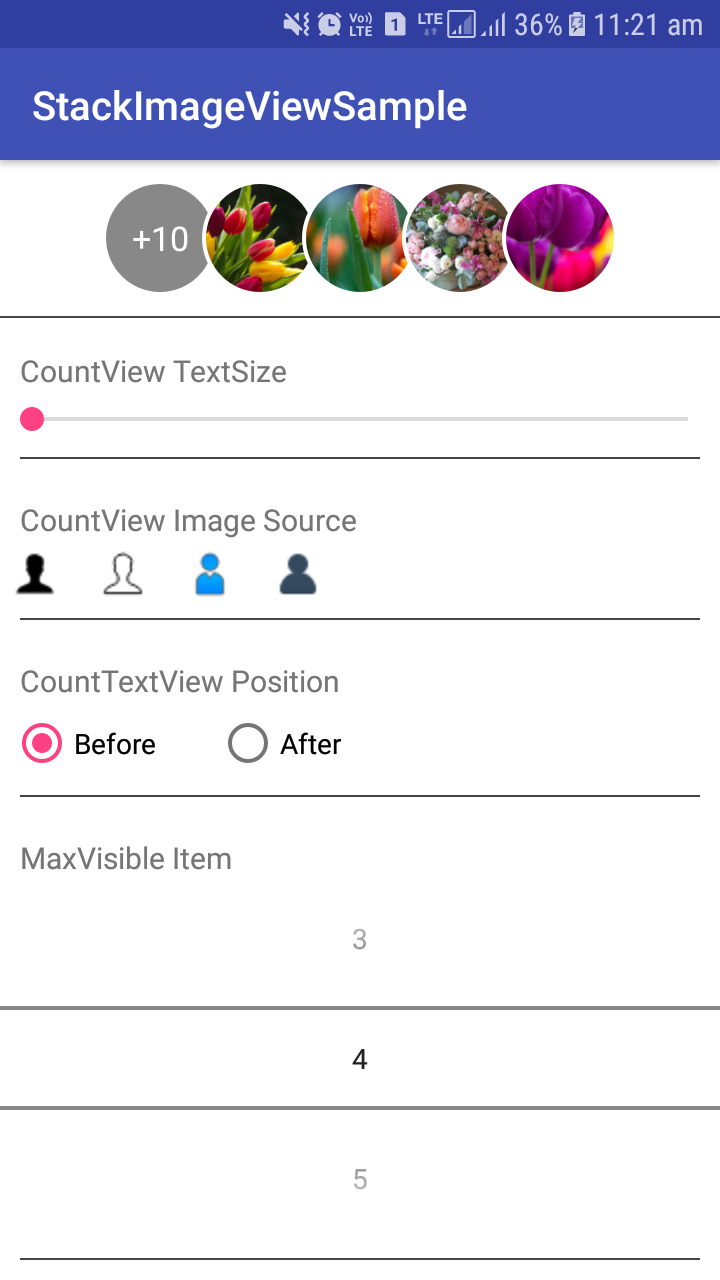 Vo)) LTE 1 LTE 36% 11:21 am
StackImageViewSample
+10
CountView TextSize
CountView Image Source
CountTextView Position
Before After
MaxVisible Item
3
4
5